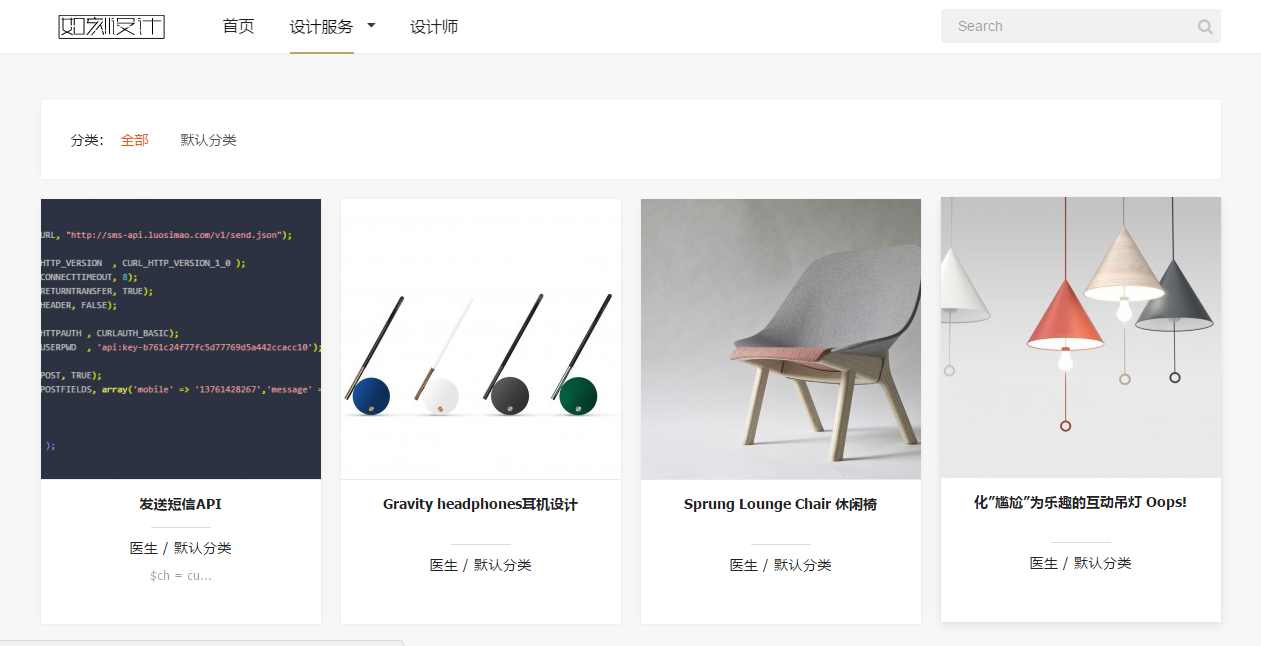 如刻设计
首页 设计服务 设计师
Search
分类： 全部 默认分类
URL, "http://sms-api.luosimao.com/v1/send.json");
HTTP_VERSION , CURL_HTTP_VERSION_1_0 );
CONNECTTIMEOUT, 8);
RETURNTRANSFER, TRUE);
HEADER, FALSE);
HTTPAUTH , CURLAUTH_BASIC);
USERPWD , 'api:key-b761c24f77fc5d77769d5a442ccacc10');
POST, TRUE);
POSTFIELDS, array('mobile' => '13761428267','message' =
);
发送短信API
医生 / 默认分类
$ch = cu...
Gravity headphones耳机设计
医生 / 默认分类
Sprung Lounge Chair 休闲椅
医生 / 默认分类
化”尴尬”为乐趣的互动吊灯 Oops!
医生 / 默认分类